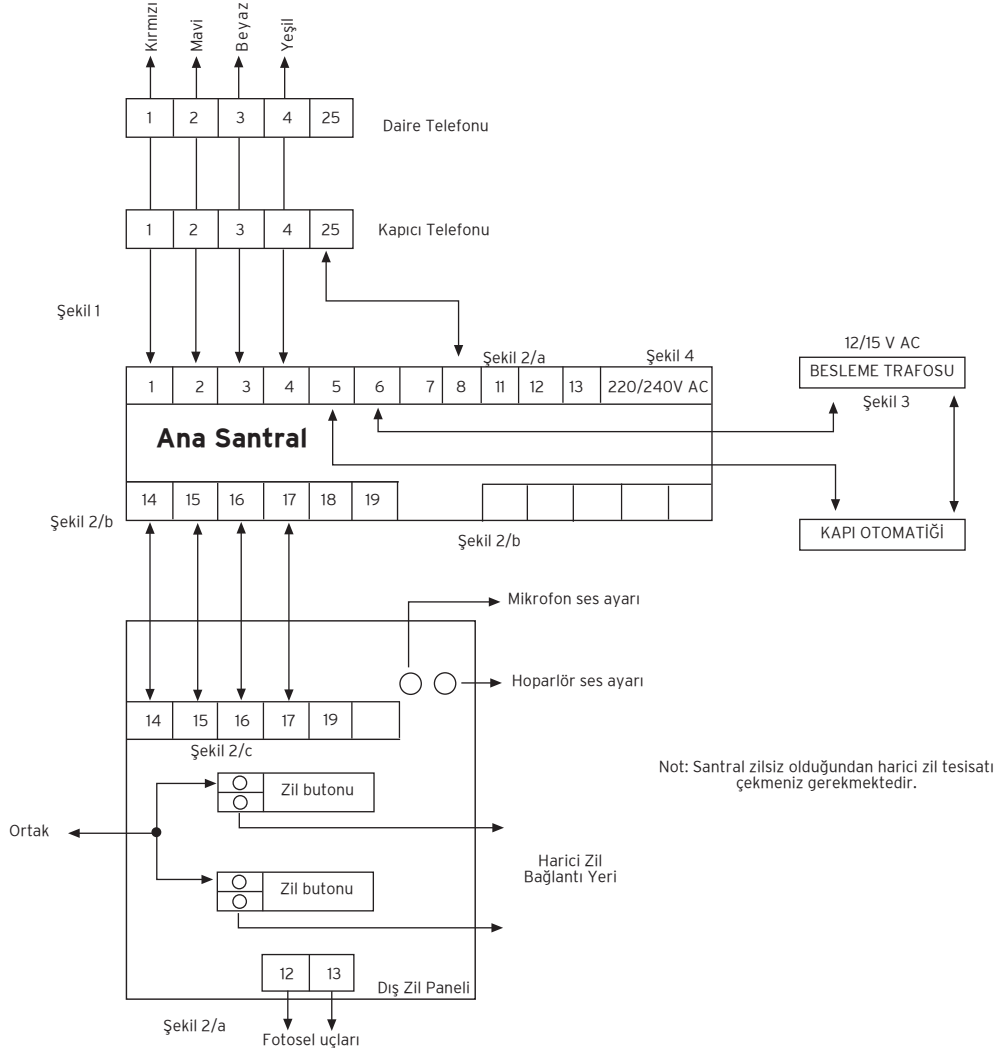 Kırmızı
Mavi
Beyaz
Yeşil
1 2 3 4 25
Daire Telefonu
1 2 3 4 25
Kapıcı Telefonu
Şekil 1
Şekil 2/a
Şekil 4
1 2 3 4 5 6 7 8 11 12 13 220/240V AC
12/15 V AC
BESLEME TRAFOSU
Şekil 3
Ana Santral
14 15 16 17 18 19
Şekil 2/b
Şekil 2/b
KAPI OTOMATİĞİ
Mikrofon ses ayarı
Hoparlör ses ayarı
14 15 16 17 19
Şekil 2/c
Not: Santral zilsiz olduğundan harici zil tesisatı
çekmeniz gerekmektedir.
Zil butonu
Ortak
Harici Zil
Bağlantı Yeri
Zil butonu
12 13
Dış Zil Paneli
Şekil 2/a
Fotosel uçları